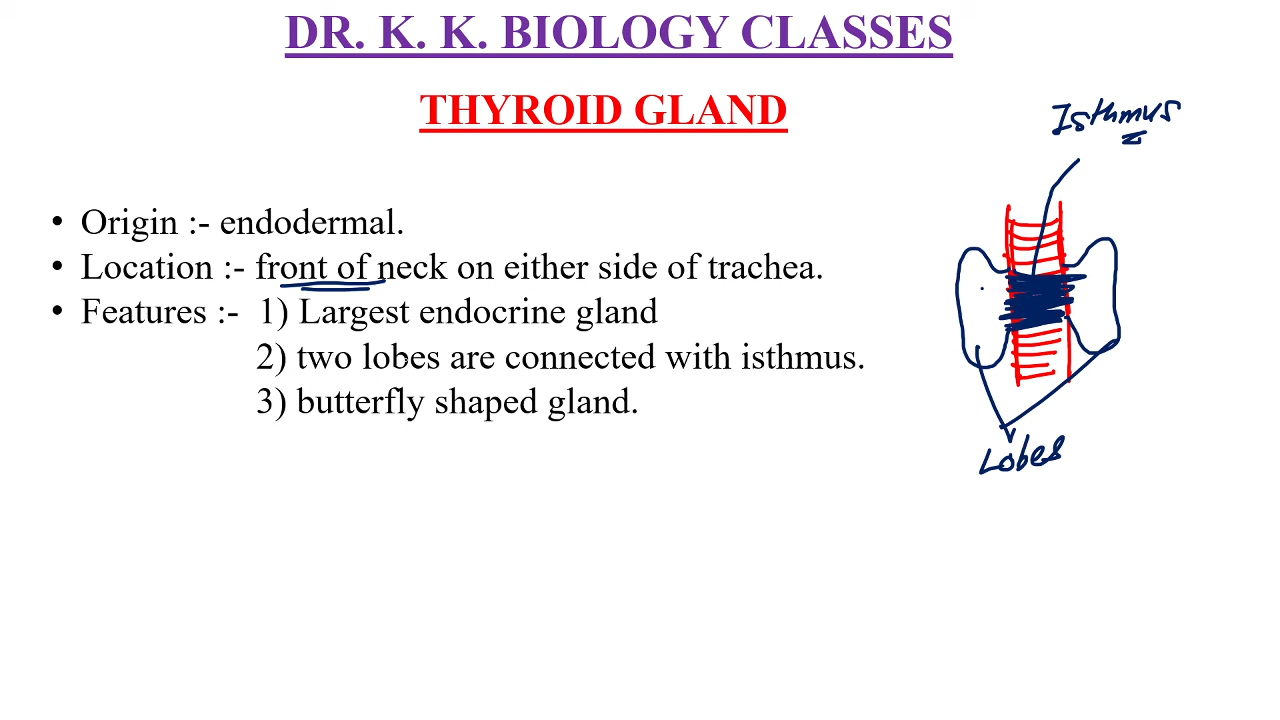 DR. K. K. BIOLOGY CLASSES
THYROID GLAND
Isthmus
• Origin :- endodermal.
• Location :- front of neck on either side of trachea.
• Features :- 1) Largest endocrine gland
2) two lobes are connected with isthmus.
3) butterfly shaped gland.
Lobes